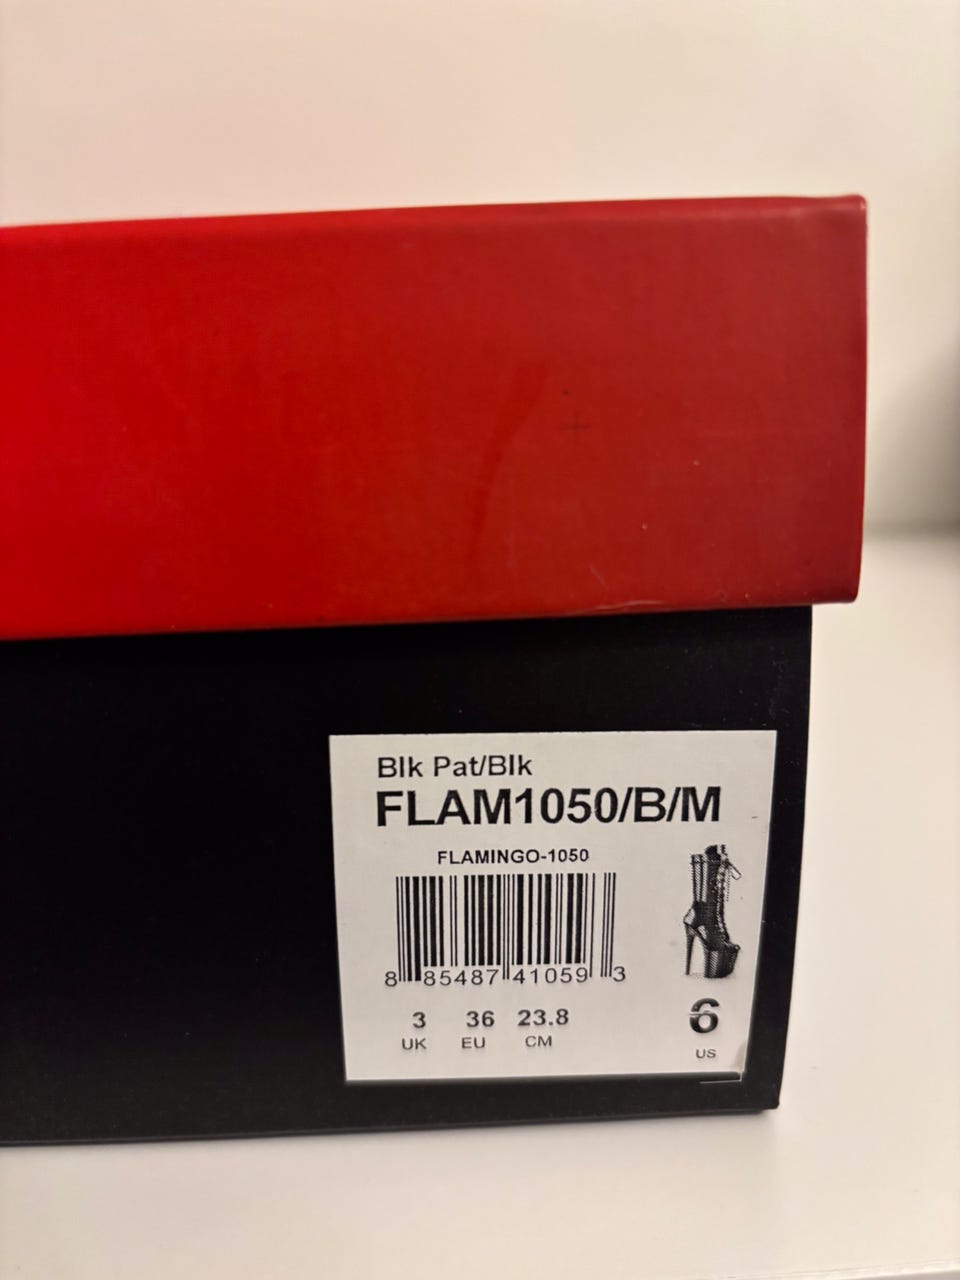 Blk Pat/Blk
FLAM1050/B/M
FLAMINGO-1050
8 85487 41059 3
3 36 23.8
UK EU CM
6
US